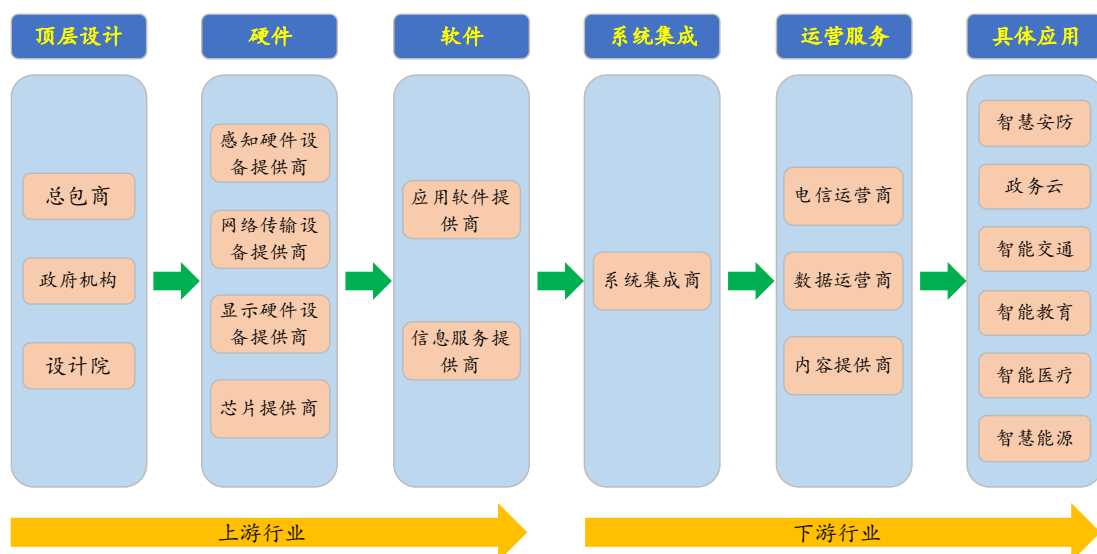 顶层设计
硬件
软件
系统集成
运营服务
具体应用
总包商
政府机构
设计院
感知硬件设
备提供商
网络传输设
备提供商
显示硬件设
备提供商
芯片提供商
应用软件提
供商
信息服务提
供商
系统集成商
电信运营商
数据运营商
内容提供商
智慧安防
政务云
智能交通
智能教育
智能医疗
智慧能源
上游行业
下游行业